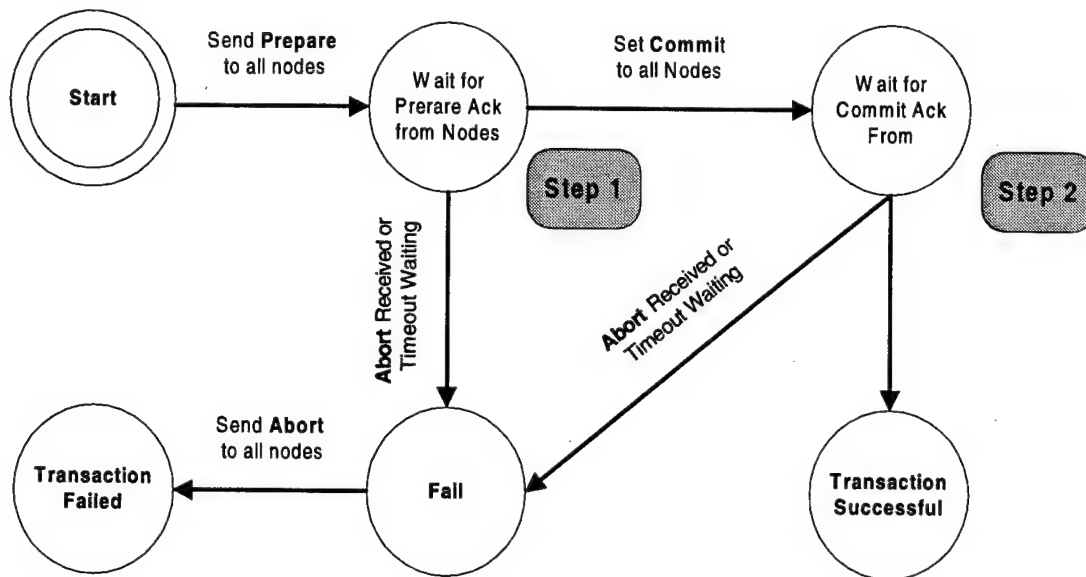 Send Prepare
to all nodes
Set Commit
to all Nodes
Start
Wait for
Prerare Ack
from Nodes
Wait for
Commit Ack
From
Step 1
Step 2
Abort Received or
Timeout Waiting
Abort Received or
Timeout Waiting
Send Abort
to all nodes
Transaction
Failed
Fail
Transaction
Successful